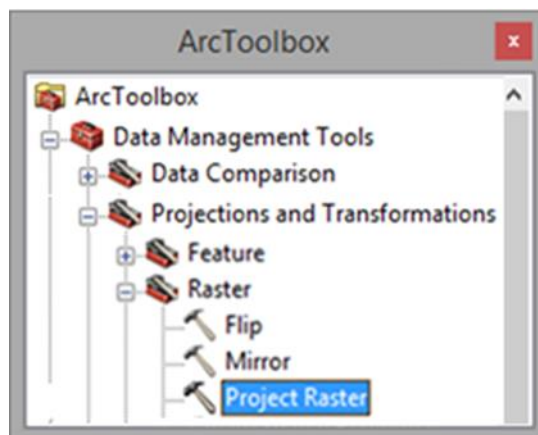 ArcToolbox
x
ArcToolbox
Data Management Tools
Data Comparison
Projections and Transformations
Feature
Raster
Flip
Mirror
Project Raster